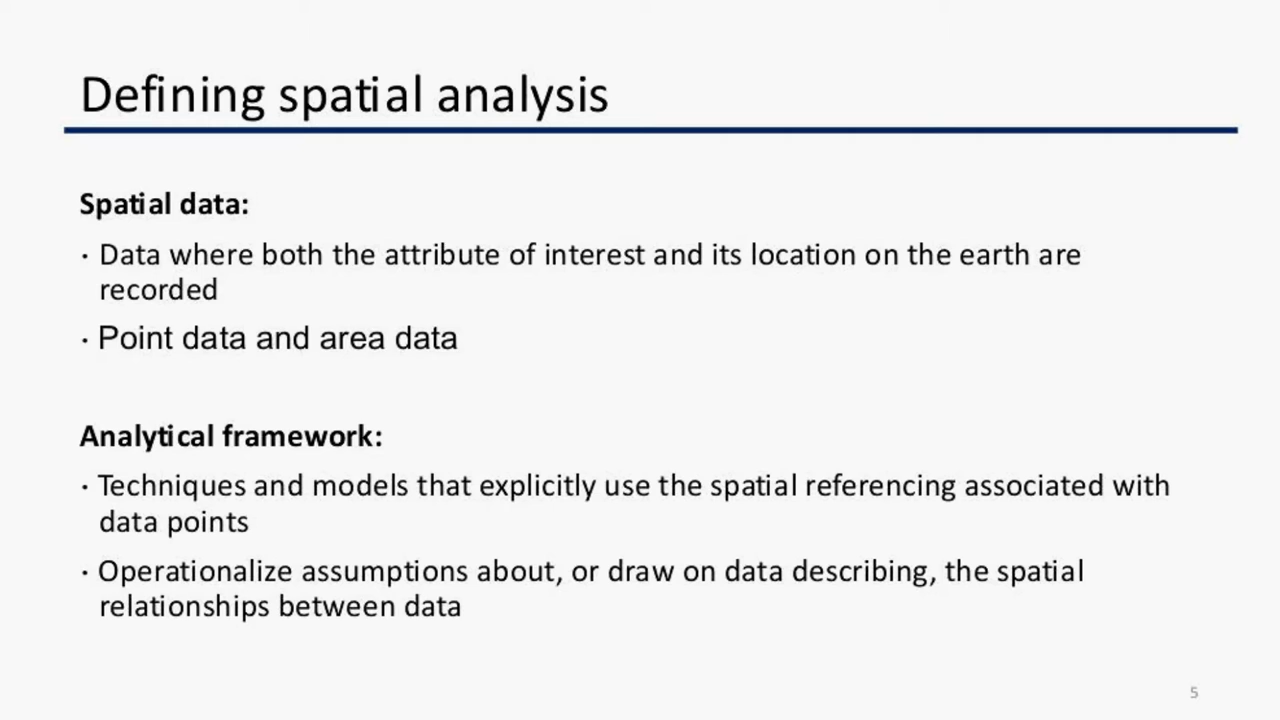 Defining spatial analysis
Spatial data:
· Data where both the attribute of interest and its location on the earth are
recorded
· Point data and area data
Analytical framework:
· Techniques and models that explicitly use the spatial referencing associated with
data points
· Operationalize assumptions about, or draw on data describing, the spatial
relationships between data
5